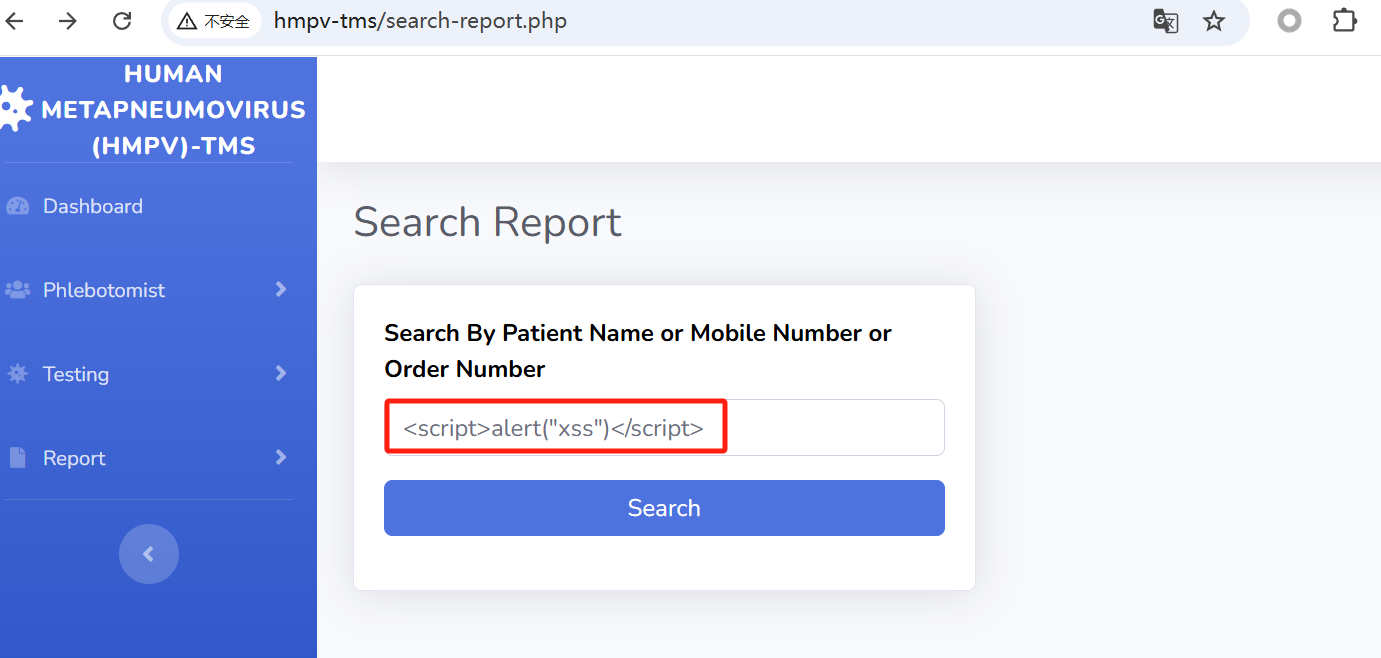 不安全 hmpv-tms/search-report.php
HUMAN
METAPNEUMOVIRUS
(HMPV)-TMS
Dashboard
Phlebotomist
Testing
Report
Search Report
Search By Patient Name or Mobile Number or
Order Number
<script>alert("xss")</script>
Search